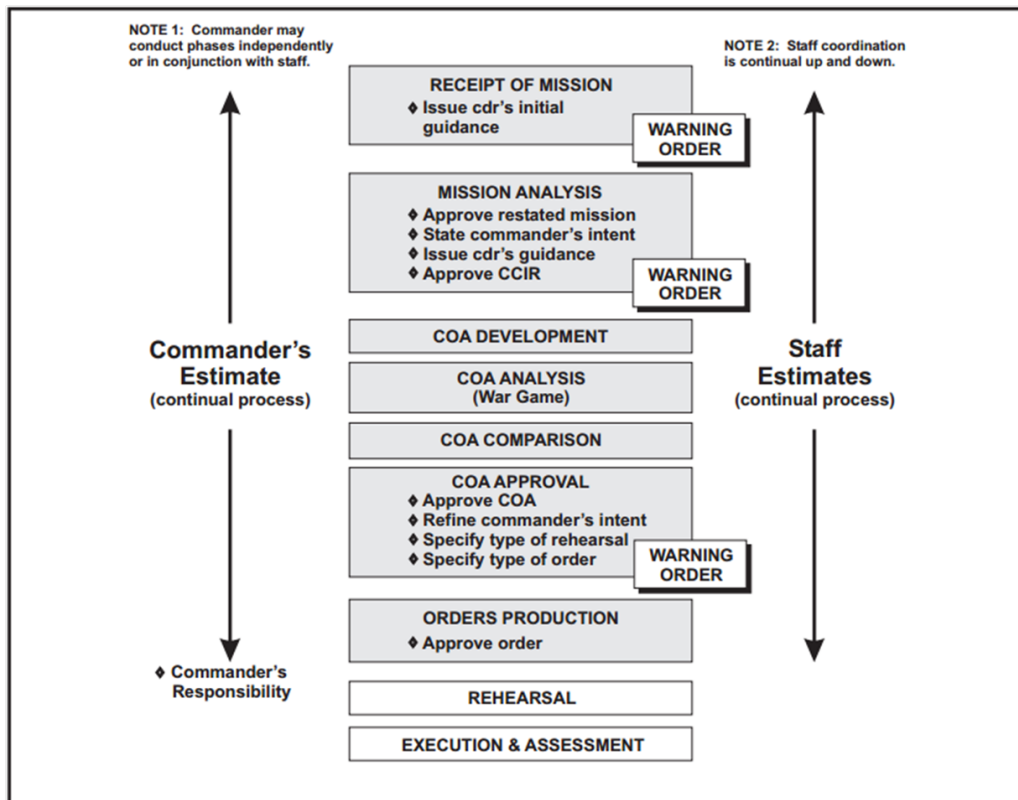 NOTE 1: Commander may
conduct phases independently
or in conjunction with staff.
NOTE 2: Staff coordination
is continual up and down.
RECEIPT OF MISSION
♦ Issue cdr's initial
guidance
WARNING
ORDER
MISSION ANALYSIS
♦ Approve restated mission
♦ State commander's intent
♦ Issue cdr's guidance
♦ Approve CCIR
WARNING
ORDER
COA DEVELOPMENT
Commander's
Estimate
(continual process)
Staff
Estimates
(continual process)
COA ANALYSIS
(War Game)
COA COMPARISON
COA APPROVAL
♦ Approve COA
♦ Refine commander's intent
♦ Specify type of rehearsal
♦ Specify type of order
WARNING
ORDER
ORDERS PRODUCTION
♦ Approve order
♦ Commander's
Responsibility
REHEARSAL
EXECUTION & ASSESSMENT